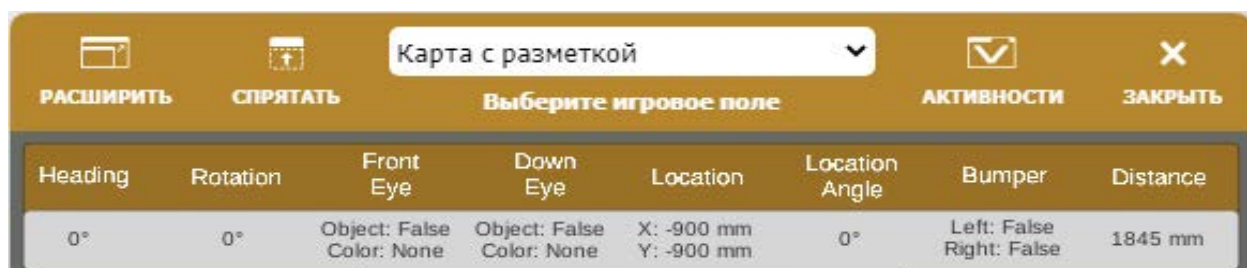 Карта с разметкой
РАСШИРИТЬ СПРЯТАТЬ Выберите игровое поле АКТИВНОСТИ ЗАКРЫТЬ
Heading Rotation Front Eye Down Eye Location Location Angle Bumper Distance
0° 0° Object: False Object: False X: -900 mm 0° Left: False 1845 mm
Color: None Color: None Y: -900 mm Right: False